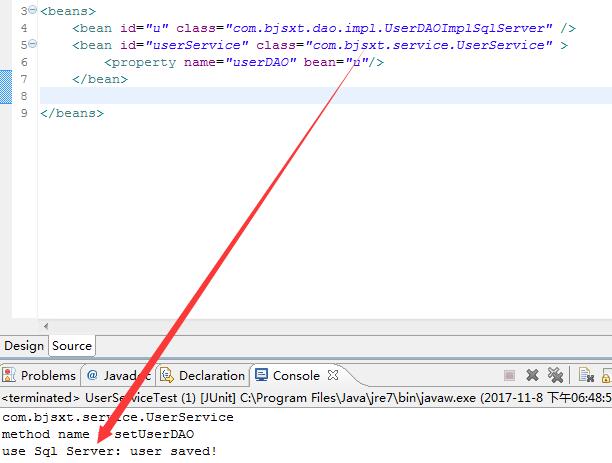 3 <beans>
4 <bean id="u" class="com.bjsxt.dao.impl.UserDAOImplSqlServer" />
5 <bean id="userService" class="com.bjsxt.service.UserService" >
6 <property name="userDAO" bean="u"/>
7 </bean>
8
9 </beans>
Design Source
Problems @ Javadoc Declaration Console
<terminated> UserServiceTest (1) [JUnit] C:\Program Files\Java\jre7\bin\javaw.exe (2017-11-8 下午06:48:5
com.bjsxt.service.UserService
method name = setUserDAO
use Sql Server: user saved!